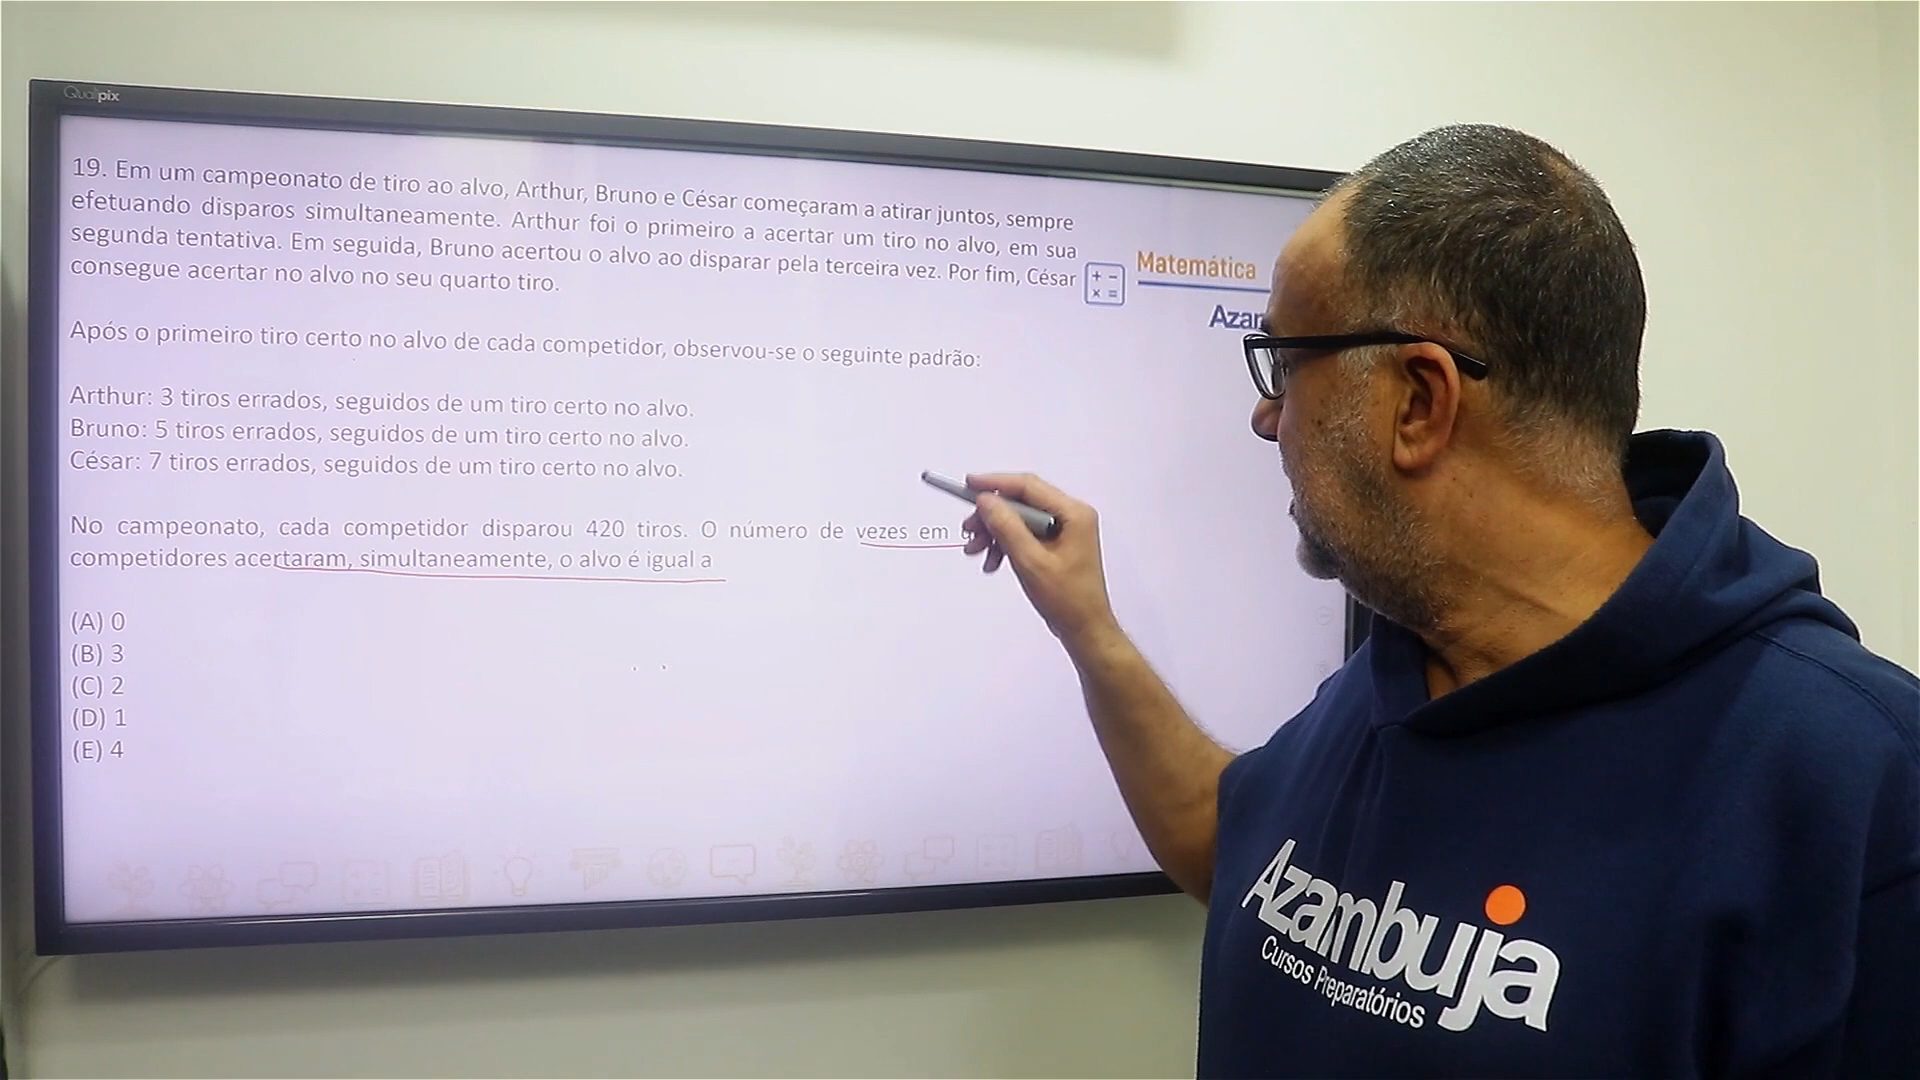 Qualipix
19. Em um campeonato de tiro ao alvo, Arthur, Bruno e César começaram a atirar juntos, sempre
efetuando disparos simultaneamente. Arthur foi o primeiro a acertar um tiro no alvo, em sua
segunda tentativa. Em seguida, Bruno acertou o alvo ao disparar pela terceira vez. Por fim, César
consegue acertar no alvo no seu quarto tiro.
Matemática
+ -
x =
Após o primeiro tiro certo no alvo de cada competidor, observou-se o seguinte padrão:
Arthur: 3 tiros errados, seguidos de um tiro certo no alvo.
Bruno: 5 tiros errados, seguidos de um tiro certo no alvo.
César: 7 tiros errados, seguidos de um tiro certo no alvo.
No campeonato, cada competidor disparou 420 tiros. O número de vezes em
competidores acertaram, simultaneamente, o alvo é igual a
(A) 0
(B) 3
(C) 2
(D) 1
(E) 4
Azambuja
Cursos Preparatórios